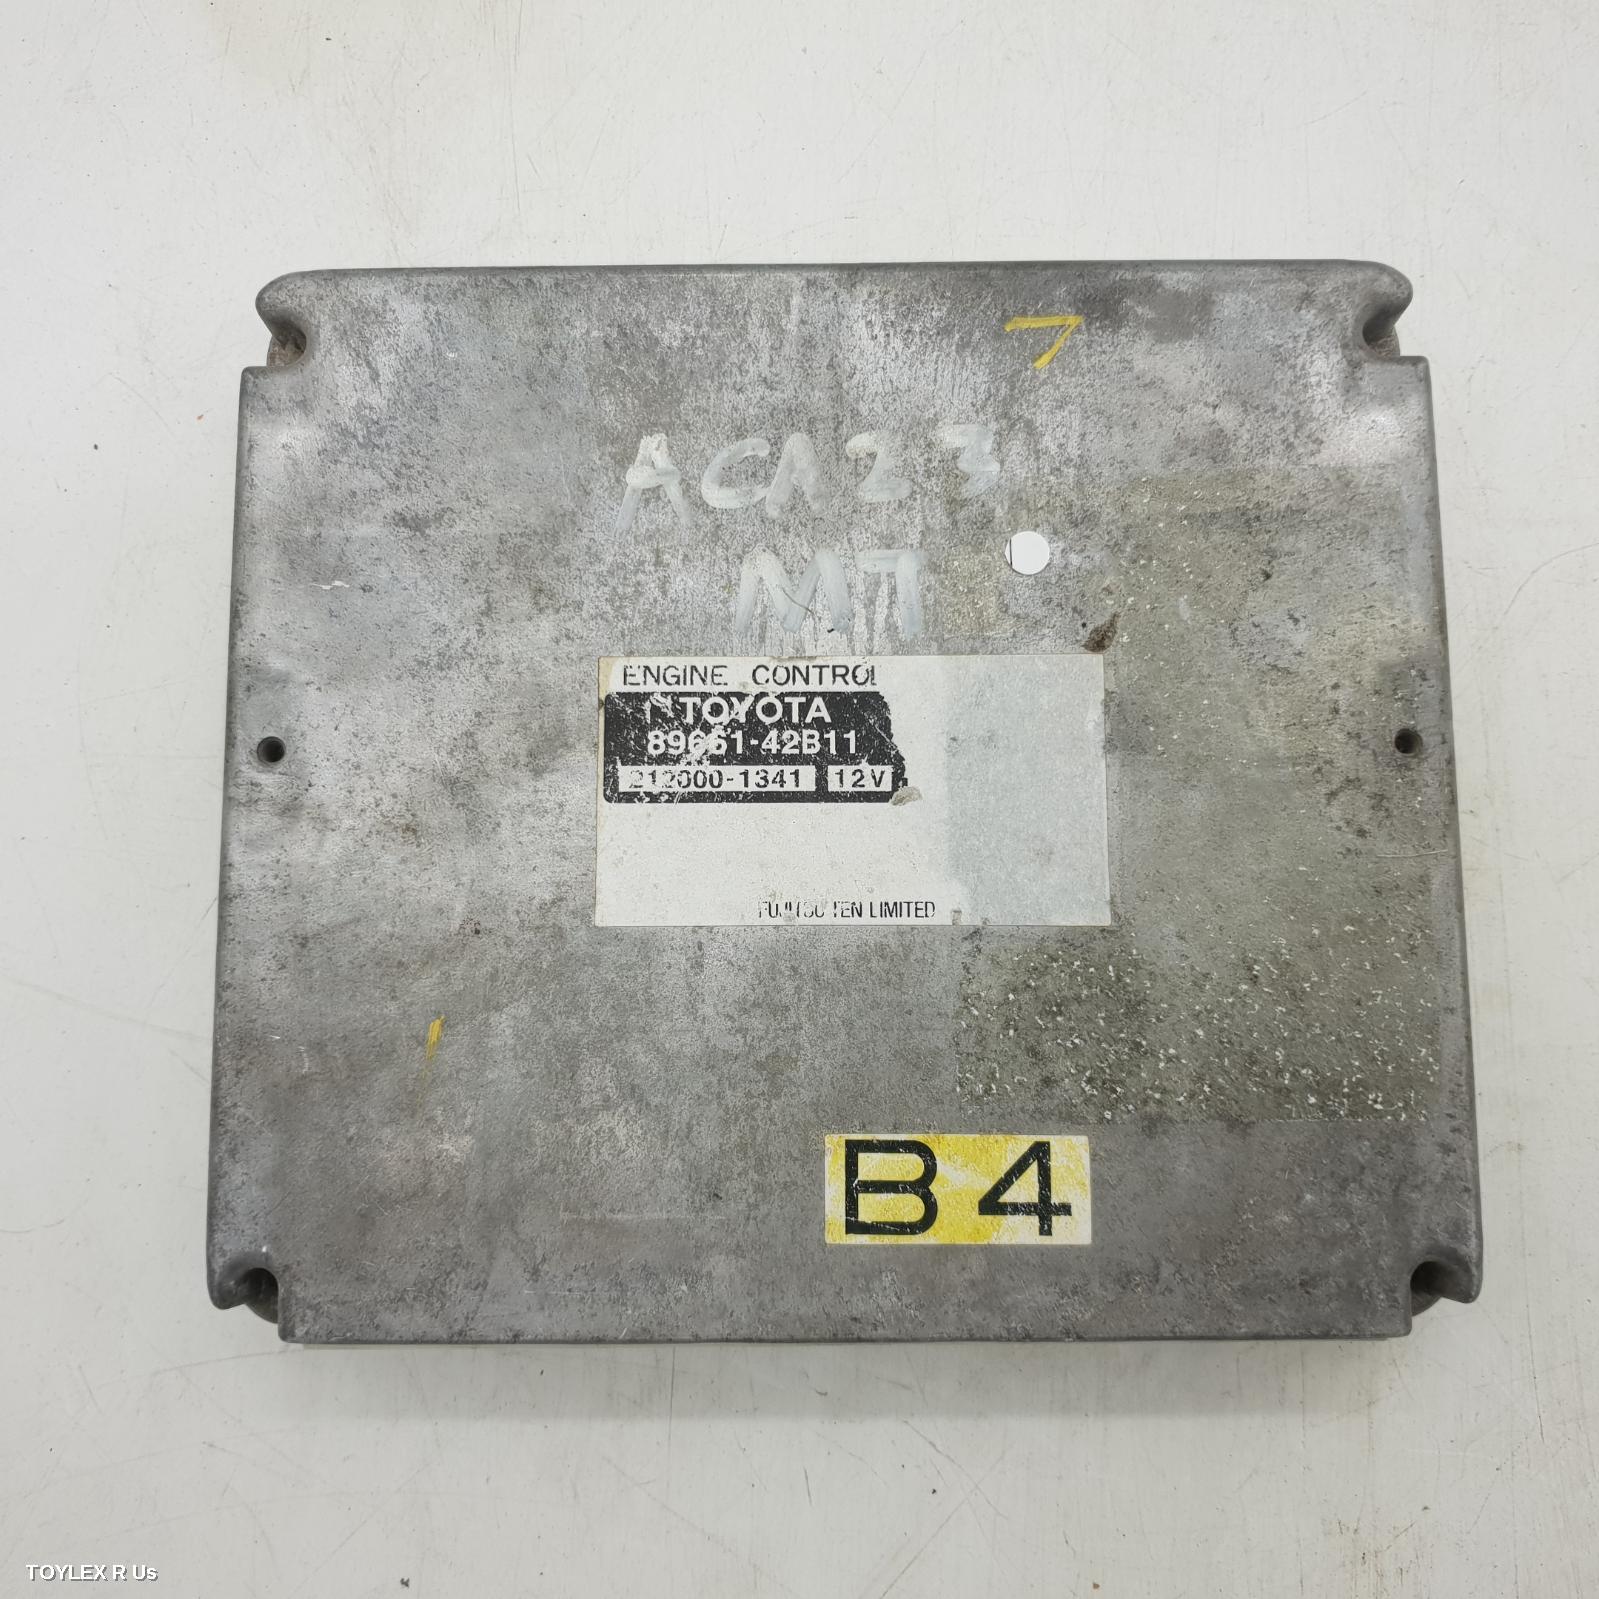 7
ACA23
MT
ENGINE CONTROL
TOYOTA
89661-42B11
212000-1341 12V
FUJITSU TEN LIMITED
B4
TOYLEX R Us